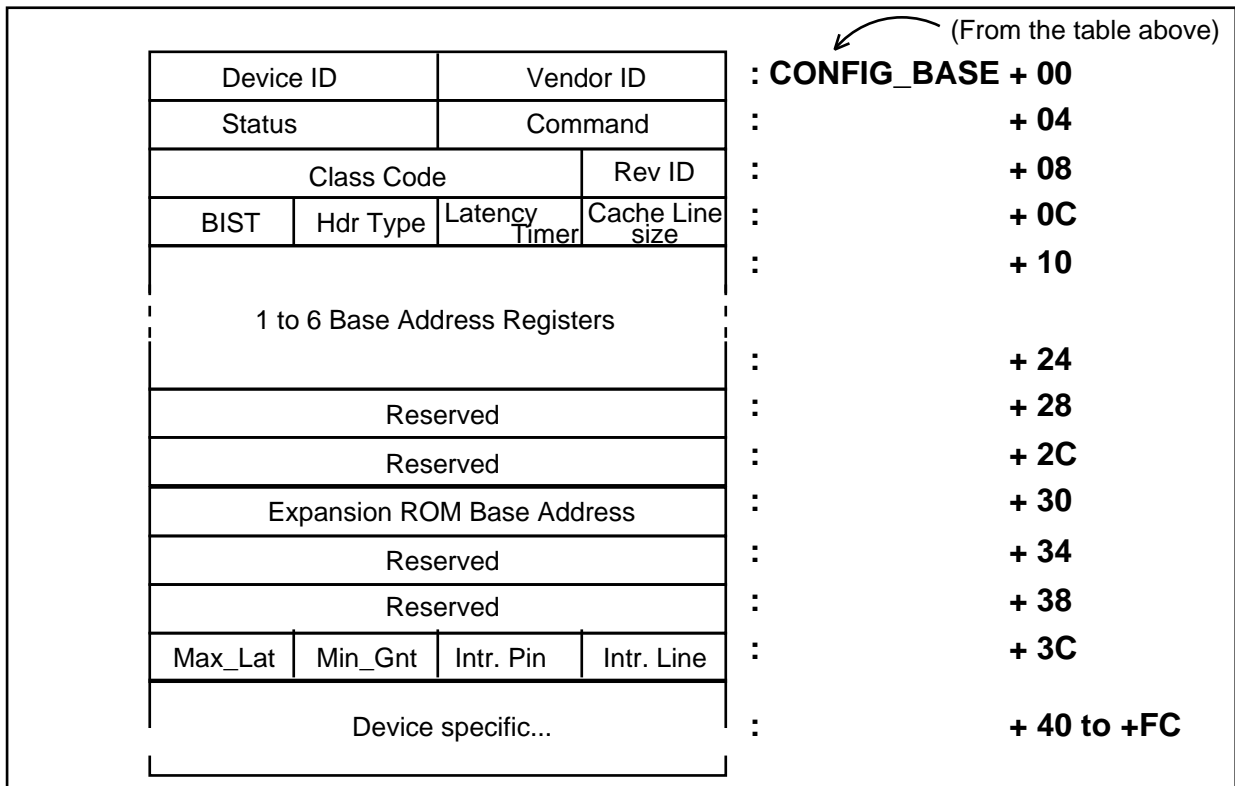 (From the table above)
Device ID Vendor ID : CONFIG_BASE + 00
Status Command : + 04
Class Code Rev ID : + 08
BIST Hdr Type Latency Timer Cache Line size : + 0C
: + 10
1 to 6 Base Address Registers
: + 24
Reserved : + 28
Reserved : + 2C
Expansion ROM Base Address : + 30
Reserved : + 34
Reserved : + 38
Max_Lat Min_Gnt Intr. Pin Intr. Line : + 3C
Device specific... : + 40 to +FC